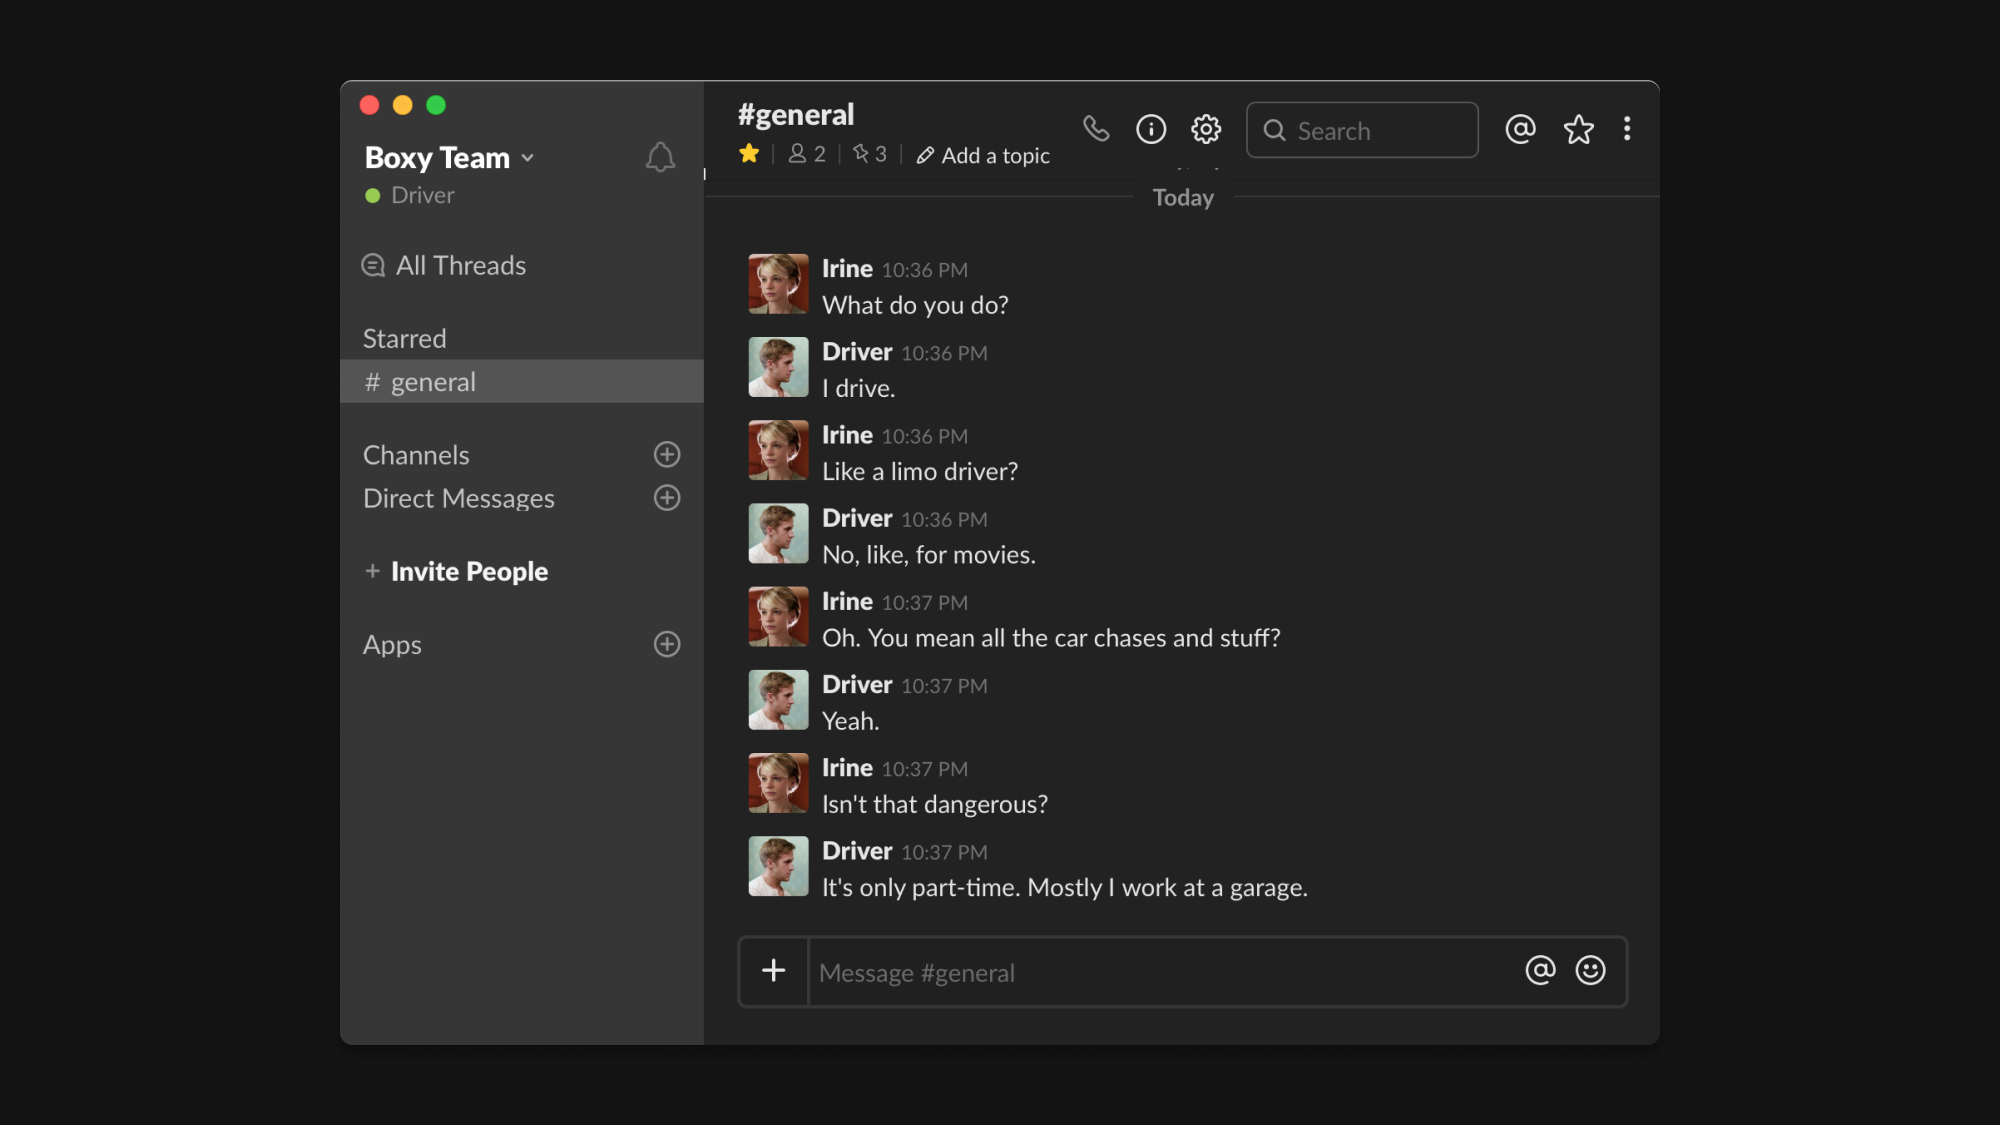 Boxy Team
Driver
All Threads
Starred
# general
Channels
Direct Messages
+ Invite People
Apps
#general
2
3
Add a topic
Search
Today
Irine 10:36 PM
What do you do?
Driver 10:36 PM
I drive.
Irine 10:36 PM
Like a limo driver?
Driver 10:36 PM
No, like, for movies.
Irine 10:37 PM
Oh. You mean all the car chases and stuff?
Driver 10:37 PM
Yeah.
Irine 10:37 PM
Isn't that dangerous?
Driver 10:37 PM
It's only part-time. Mostly I work at a garage.
Message #general